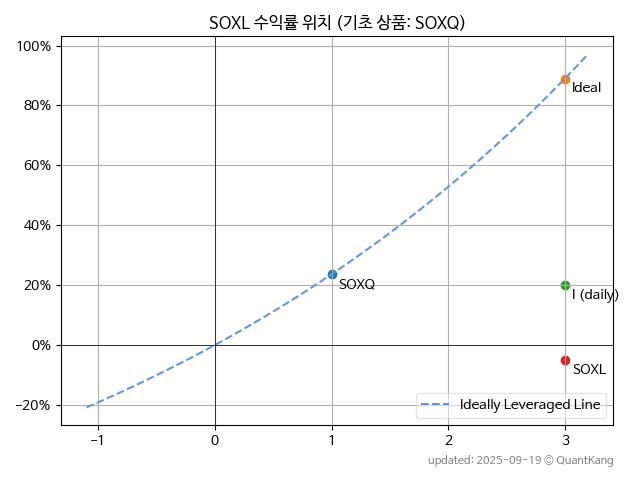 SOXL 수익률 위치 (기초 상품: SOXQ)
100%
80%
60%
40%
20%
0%
−20%
Ideal
SOXQ
I (daily)
SOXL
Ideally Leveraged Line
−1 0 1 2 3
updated: 2025-09-19 © QuantKang